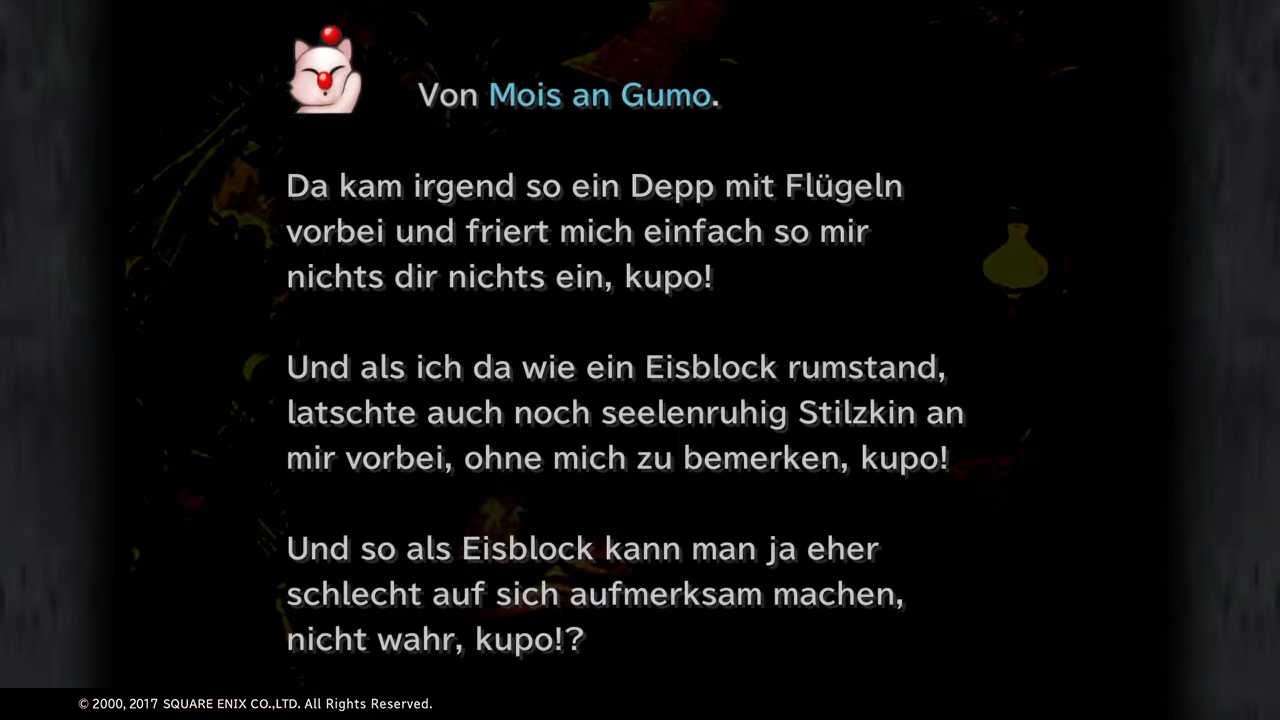 Von Mois an Gumo.
Da kam irgend so ein Depp mit Flügeln
vorbei und friert mich einfach so mir
nichts dir nichts ein, kupo!
Und als ich da wie ein Eisblock rumstand,
latschte auch noch seelenruhig Stilzkin an
mir vorbei, ohne mich zu bemerken, kupo!
Und so als Eisblock kann man ja eher
schlecht auf sich aufmerksam machen,
nicht wahr, kupo!?
© 2000, 2017 SQUARE ENIX CO.,LTD. All Rights Reserved.